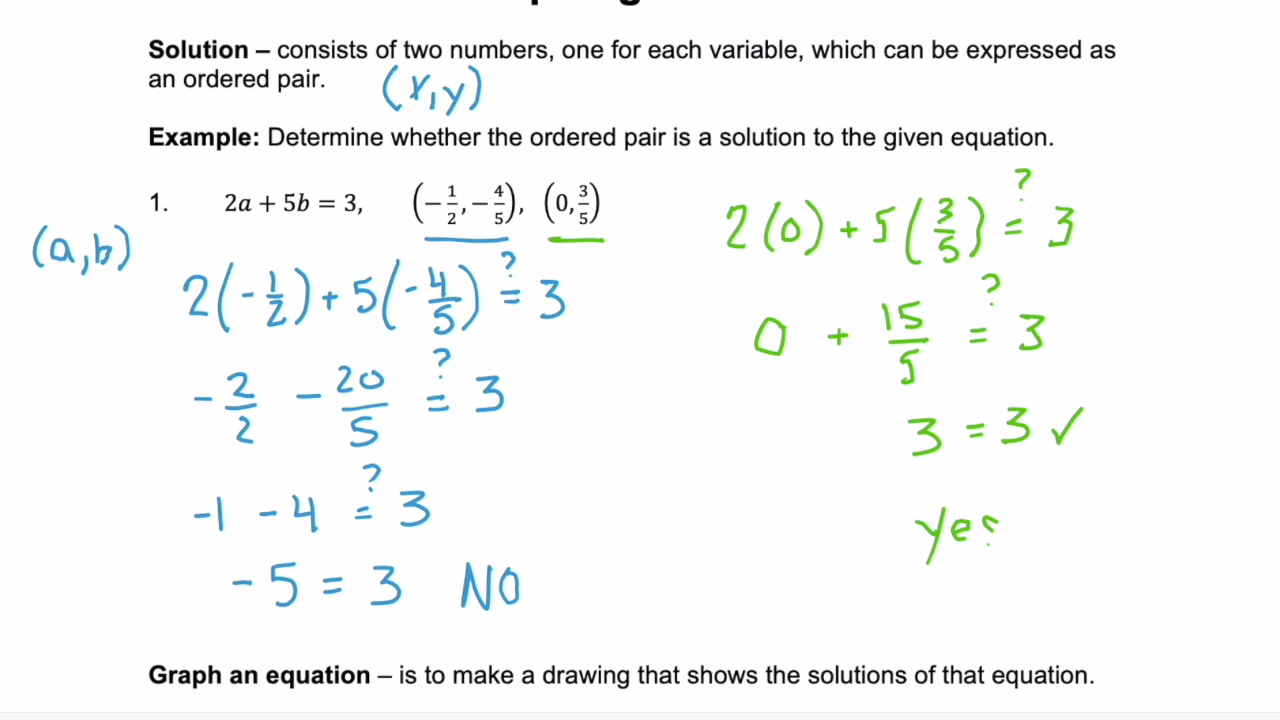 Solution – consists of two numbers, one for each variable, which can be expressed as
an ordered pair. (x,y)
Example: Determine whether the ordered pair is a solution to the given equation.
1. 2a + 5b = 3, (−1/2, −4/5), (0, 3/5)
(a,b)
2(-1/2) + 5(-4/5) ?= 3
-2/2 - 20/5 ?= 3
-1 - 4 ?= 3
-5 = 3 NO
2(0) + 5(3/5) ?= 3
0 + 15/5 ?= 3
3 = 3 ✓
yes
Graph an equation – is to make a drawing that shows the solutions of that equation.